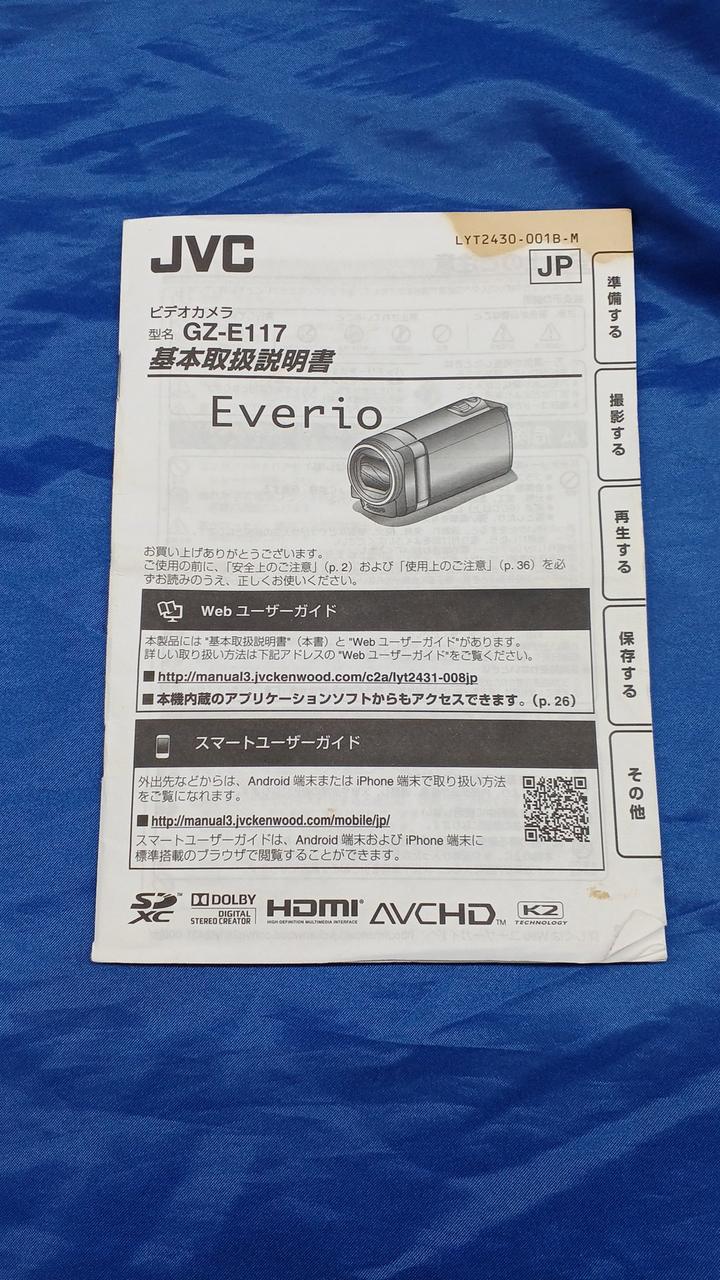 JVC
LYT2430-001B-M
JP
ビデオカメラ
型名 GZ-E117
基本取扱説明書
Everio
お買い上げありがとうございます。
ご使用の前に、「安全上のご注意」(p. 2) および「使用上のご注意」(p. 36) を必
ずお読みのうえ、正しくお使いください。
Web ユーザーガイド
本製品には "基本取扱説明書"（本書）と "Web ユーザーガイド"があります。
詳しい取り扱い方法は下記アドレスの "Web ユーザーガイド"をご覧ください。
■ http://manual3.jvckenwood.com/c2a/lyt2431-008jp
■ 本機内蔵のアプリケーションソフトからもアクセスできます。(p. 26)
スマートユーザーガイド
外出先などからは、Android 端末または iPhone 端末で取り扱い方法
をご覧になれます。
■ http://manual3.jvckenwood.com/mobile/jp/
スマートユーザーガイドは、Android 端末および iPhone 端末に
標準搭載のブラウザで閲覧することができます。
SD XC™
DOLBY
DIGITAL
STEREO CREATOR
HDMI®
HIGH-DEFINITION MULTIMEDIA INTERFACE
AVCHD™
K2
TECHNOLOGY
準備する
撮影する
再生する
保存する
その他